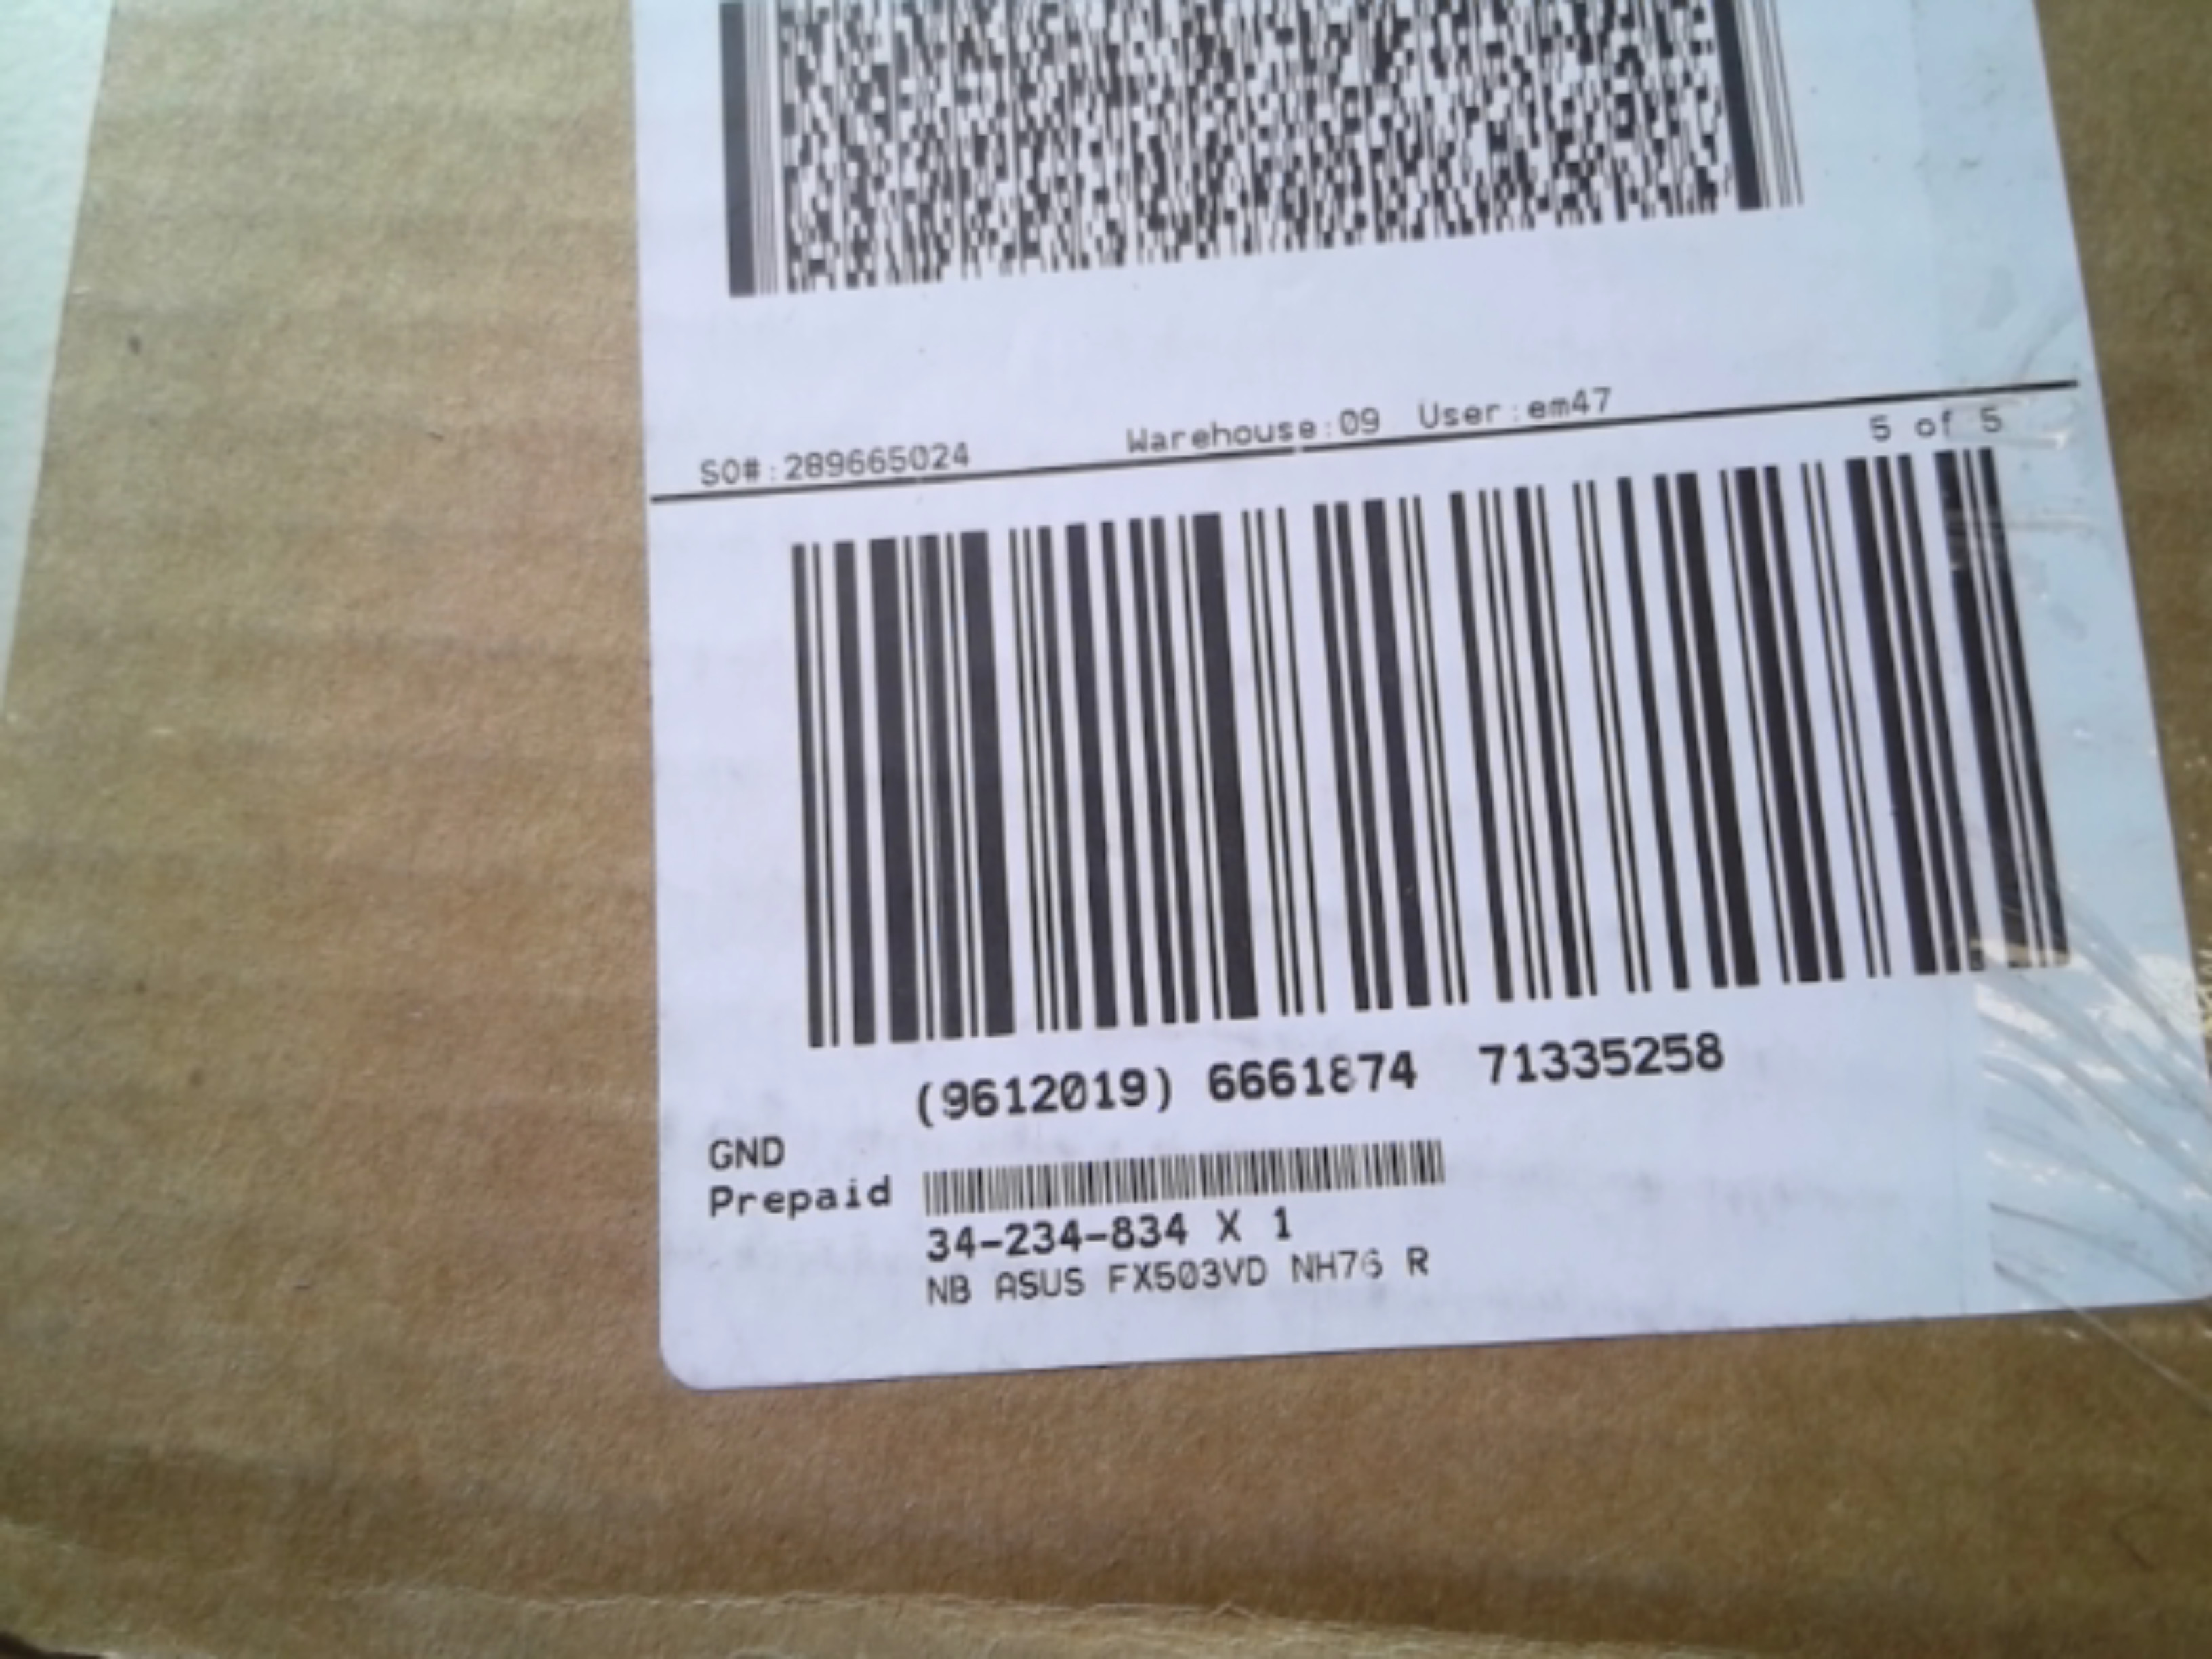 SO#:289665024 Warehouse:09 User:em47 5 of 5
(9612019) 6661874 71335258
GND
Prepaid
34-234-834 X 1
NB ASUS FX503VD NH76 R